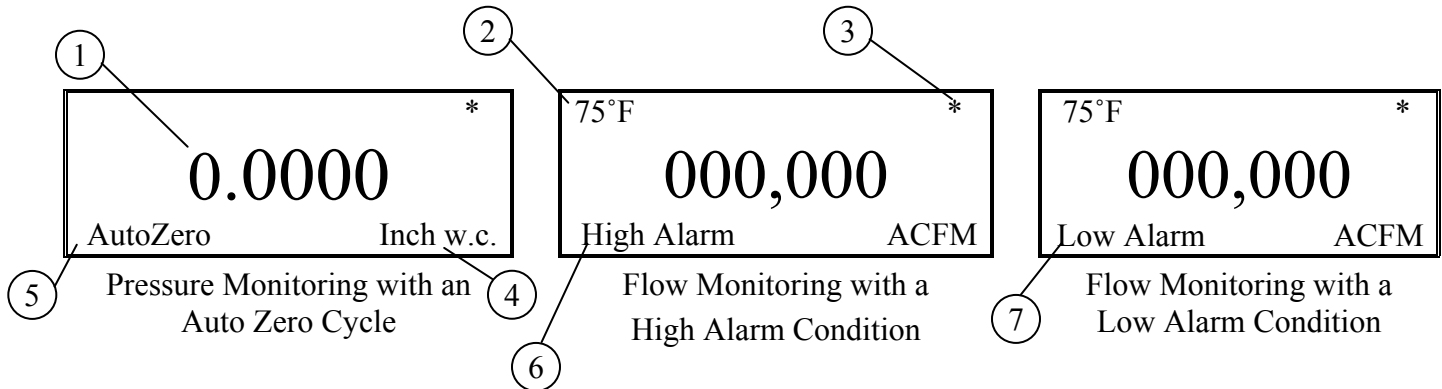 1
2
3
*
0.0000
AutoZero Inch w.c.
5
4
Pressure Monitoring with an
Auto Zero Cycle
75˚F *
000,000
High Alarm ACFM
6
Flow Monitoring with a
High Alarm Condition
75˚F *
000,000
Low Alarm ACFM
7
Flow Monitoring with a
Low Alarm Condition